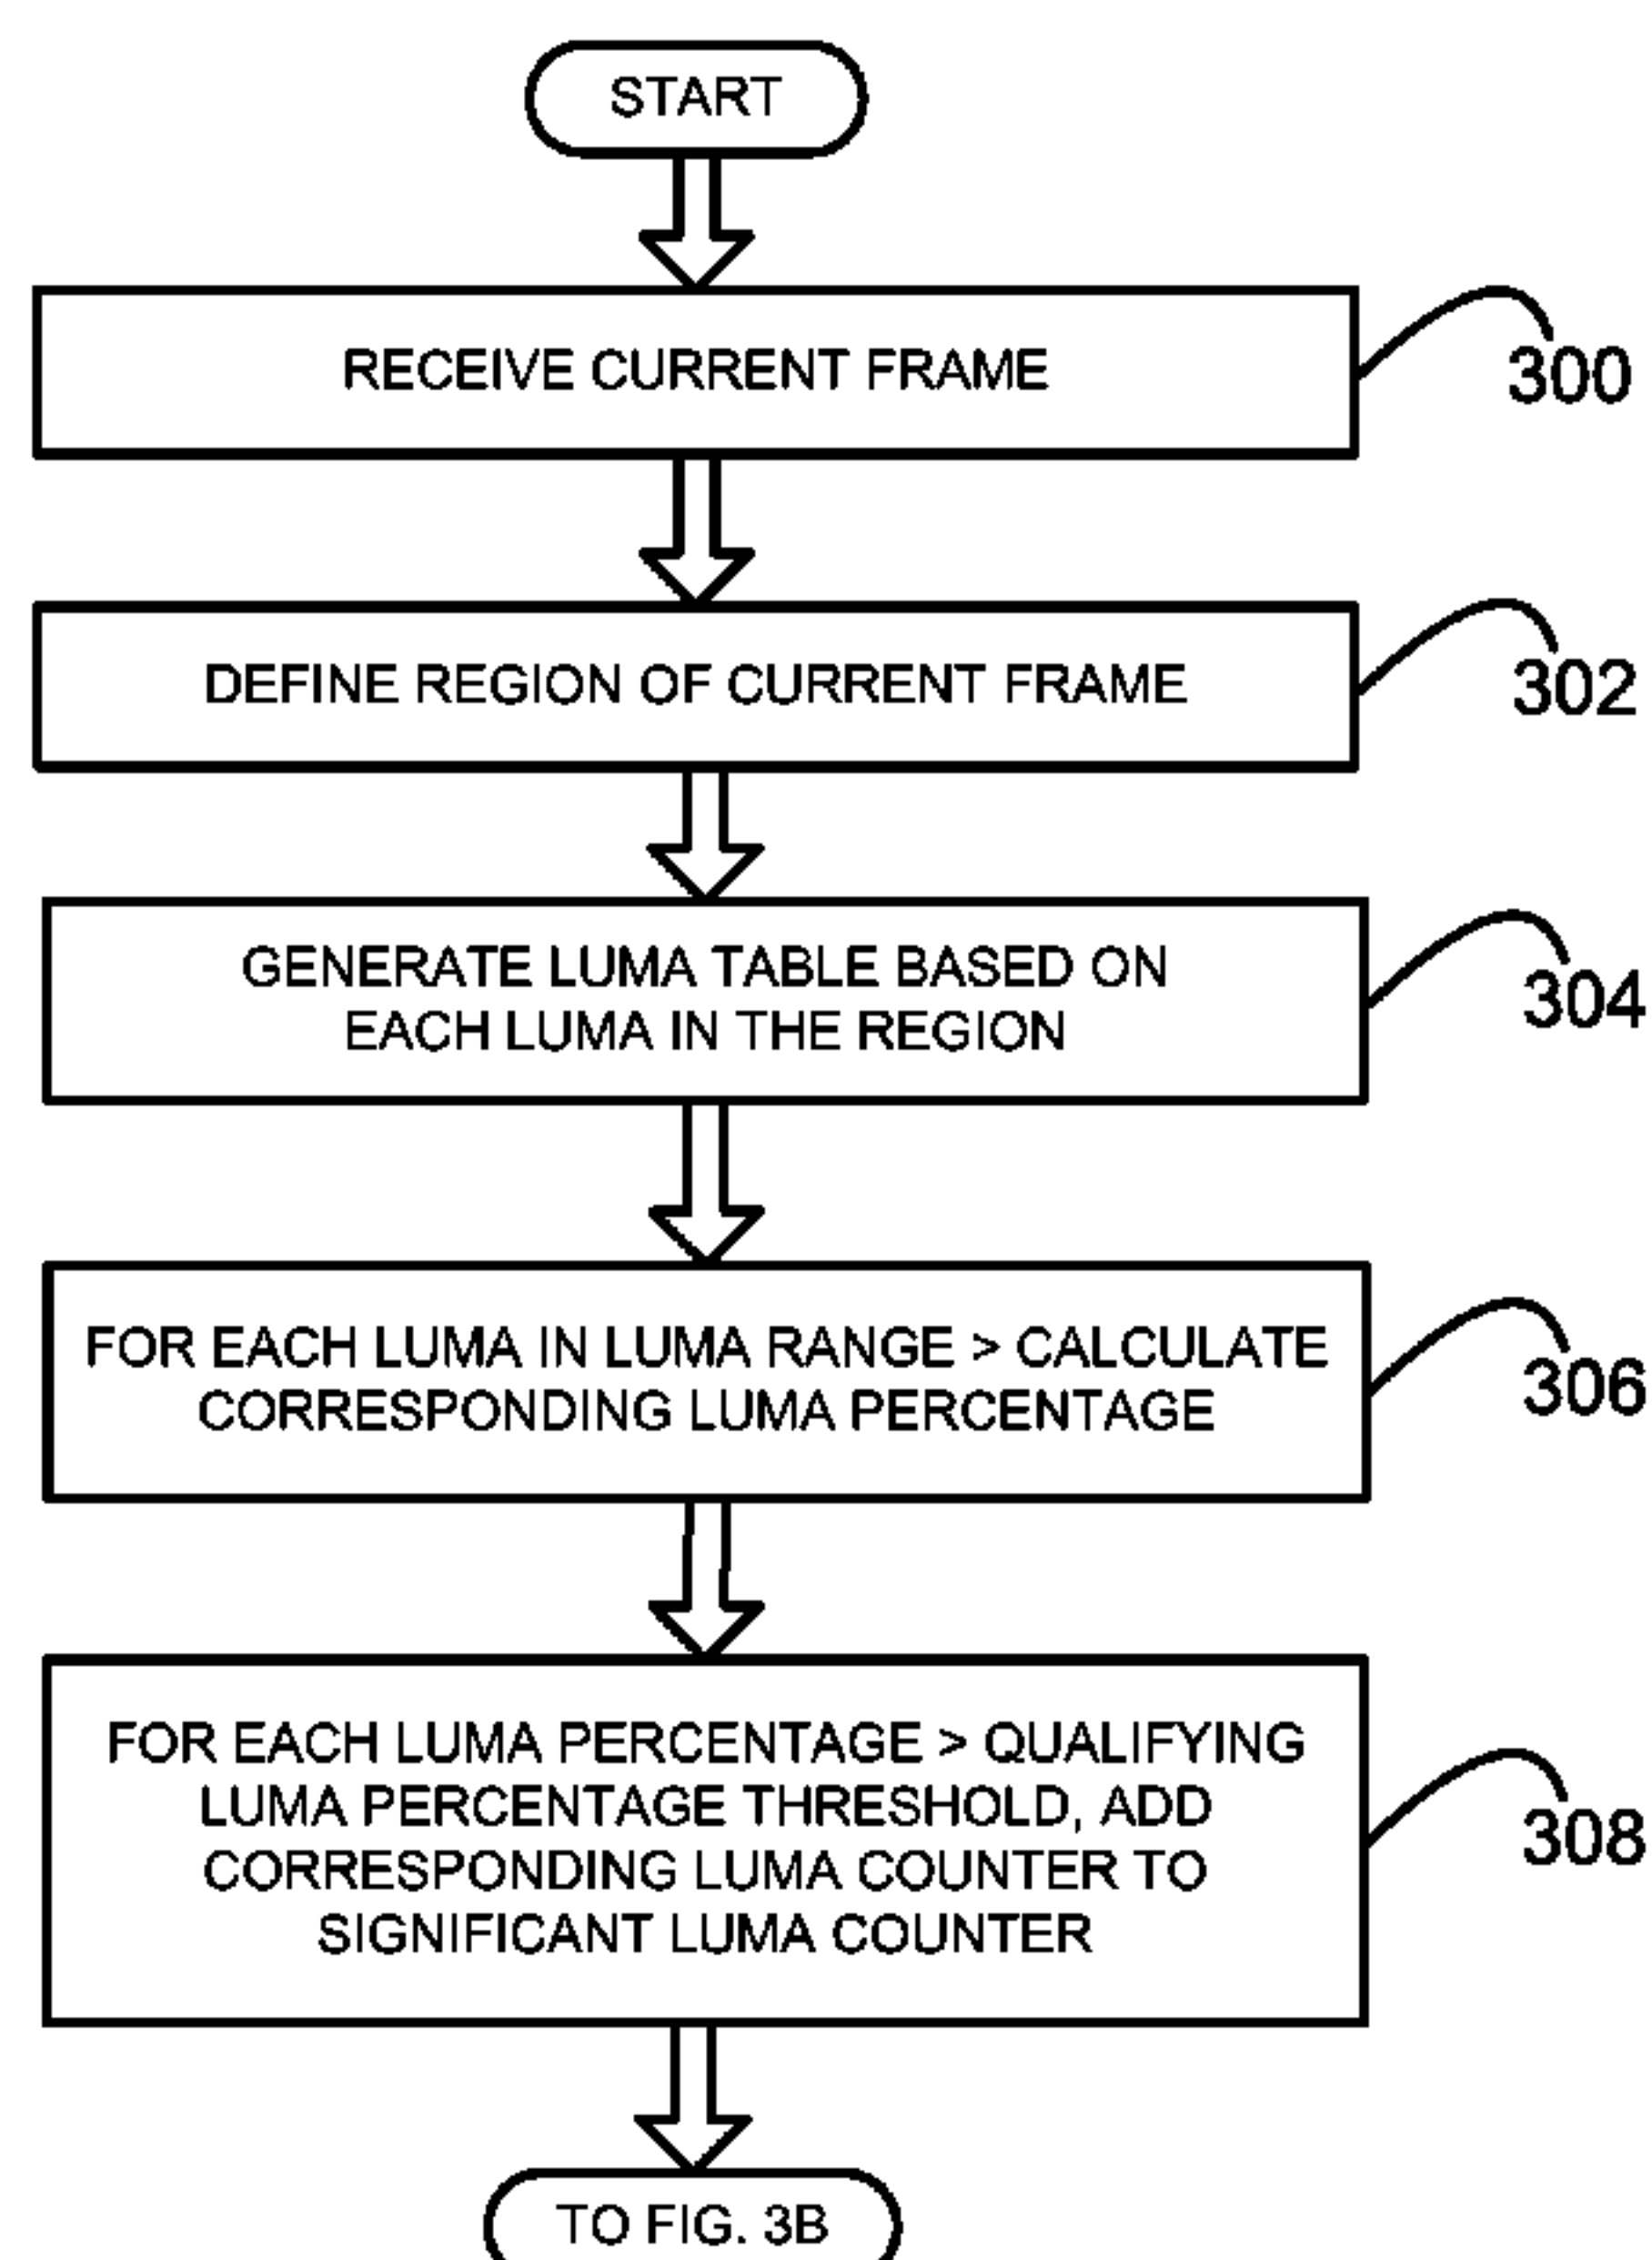 START
RECEIVE CURRENT FRAME
300
DEFINE REGION OF CURRENT FRAME
302
GENERATE LUMA TABLE BASED ON
EACH LUMA IN THE REGION
304
FOR EACH LUMA IN LUMA RANGE > CALCULATE
CORRESPONDING LUMA PERCENTAGE
306
FOR EACH LUMA PERCENTAGE > QUALIFYING
LUMA PERCENTAGE THRESHOLD, ADD
CORRESPONDING LUMA COUNTER TO
SIGNIFICANT LUMA COUNTER
308
TO FIG. 3B